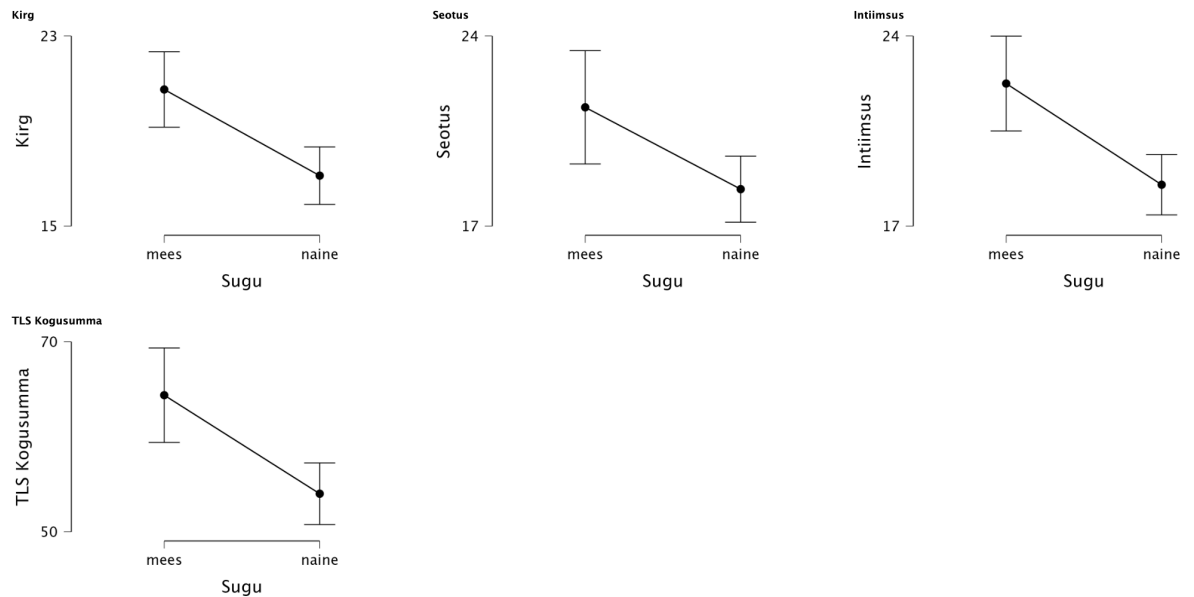 Kirg
23
Kirg
15
mees naine
Sugu
Seotus
24
Seotus
17
mees naine
Sugu
Intiimsus
24
Intiimsus
17
mees naine
Sugu
TLS Kogusumma
70
TLS Kogusumma
50
mees naine
Sugu